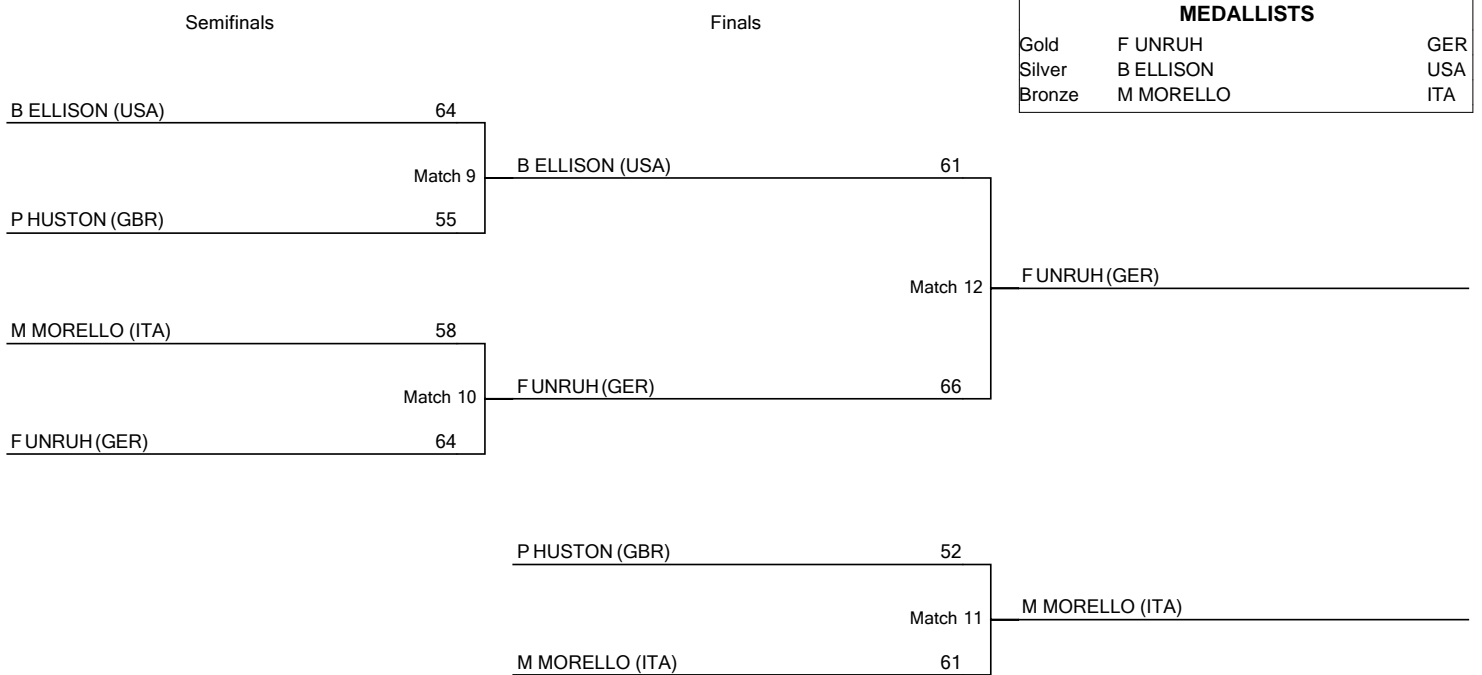 Semifinals
Finals
MEDALLISTS
Gold F UNRUH GER
Silver B ELLISON USA
Bronze M MORELLO ITA
B ELLISON (USA) 64
Match 9
P HUSTON (GBR) 55
B ELLISON (USA) 61
Match 12
F UNRUH (GER)
M MORELLO (ITA) 58
Match 10
F UNRUH (GER) 64
F UNRUH (GER) 66
P HUSTON (GBR) 52
Match 11
M MORELLO (ITA)
M MORELLO (ITA) 61